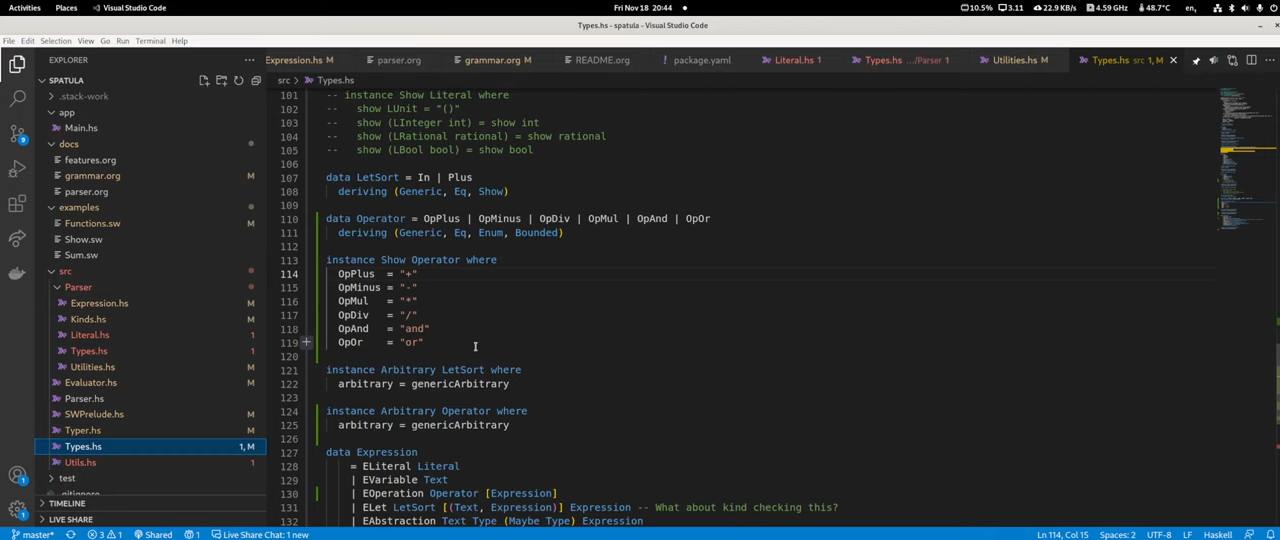 Activities Places Visual Studio Code Fri Nov 18 20:44 10.5% 3.11 22.9 KB/s 4.59 GHz 48.7°C en
Types.hs - spatula - Visual Studio Code
File Edit Selection View Go Run Terminal Help
EXPLORER Expression.hs M parser.org grammar.org M README.org package.yaml Literal.hs 1 Types.hs .../Parser 1 Utilities.hs M Types.hs src 1, M
SPATULA
src > Types.hs
.stack-work
app
Main.hs
docs
features.org
grammar.org M
parser.org
examples
Functions.sw M
Show.sw
Sum.sw
src
Parser
Expression.hs M
Kinds.hs M
Literal.hs 1
Types.hs 1
Utilities.hs M
Evaluator.hs M
Parser.hs
SWPrelude.hs M
Typer.hs M
Types.hs 1, M
Utils.hs 1
test
.gitignore
TIMELINE
LIVE SHARE
101 -- instance Show Literal where
102 --   show LUnit = "()"
103 --   show (LInteger int) = show int
104 --   show (LRational rational) = show rational
105 --   show (LBool bool) = show bool
106
107 data LetSort = In | Plus
108   deriving (Generic, Eq, Show)
109
110 data Operator = OpPlus | OpMinus | OpDiv | OpMul | OpAnd | OpOr
111   deriving (Generic, Eq, Enum, Bounded)
112
113 instance Show Operator where
114   OpPlus  = "+"
115   OpMinus = "-"
116   OpMul   = "*"
117   OpDiv   = "/"
118   OpAnd   = "and"
119   OpOr    = "or"
120
121 instance Arbitrary LetSort where
122   arbitrary = genericArbitrary
123
124 instance Arbitrary Operator where
125   arbitrary = genericArbitrary
126
127 data Expression
128     = ELiteral Literal
129     | EVariable Text
130     | EOperation Operator [Expression]
131     | ELet LetSort [(Text, Expression)] Expression -- What about kind checking this?
132     | EAbstraction Text Type (Maybe Type) Expression
master* 3 1 Shared 1 Live Share Chat: 1 new Ln 114, Col 15 Spaces: 2 UTF-8 LF Haskell